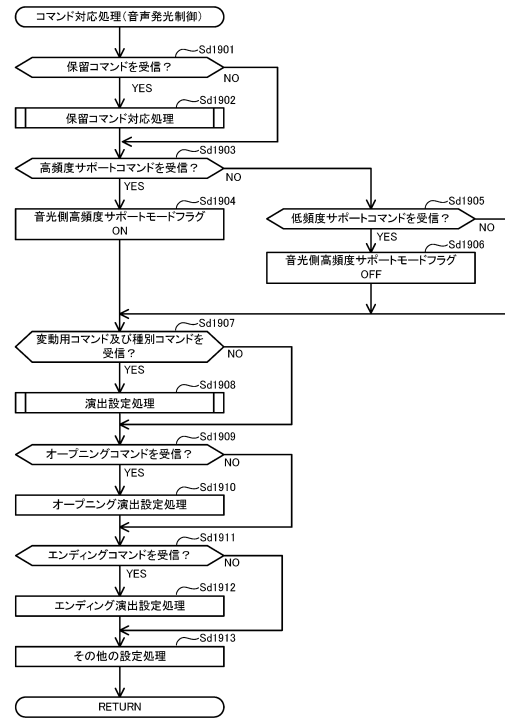 コマンド対応処理(音声発光制御)
Sd1901
保留コマンドを受信?
NO
YES
Sd1902
保留コマンド対応処理
Sd1903
高頻度サポートコマンドを受信?
NO
YES
Sd1904
音光側高頻度サポートモードフラグ
ON
Sd1905
低頻度サポートコマンドを受信?
NO
YES
Sd1906
音光側高頻度サポートモードフラグ
OFF
Sd1907
変動用コマンド及び種別コマンドを
受信?
NO
YES
Sd1908
演出設定処理
Sd1909
オープニングコマンドを受信?
NO
YES
Sd1910
オープニング演出設定処理
Sd1911
エンディングコマンドを受信?
NO
YES
Sd1912
エンディング演出設定処理
Sd1913
その他の設定処理
RETURN